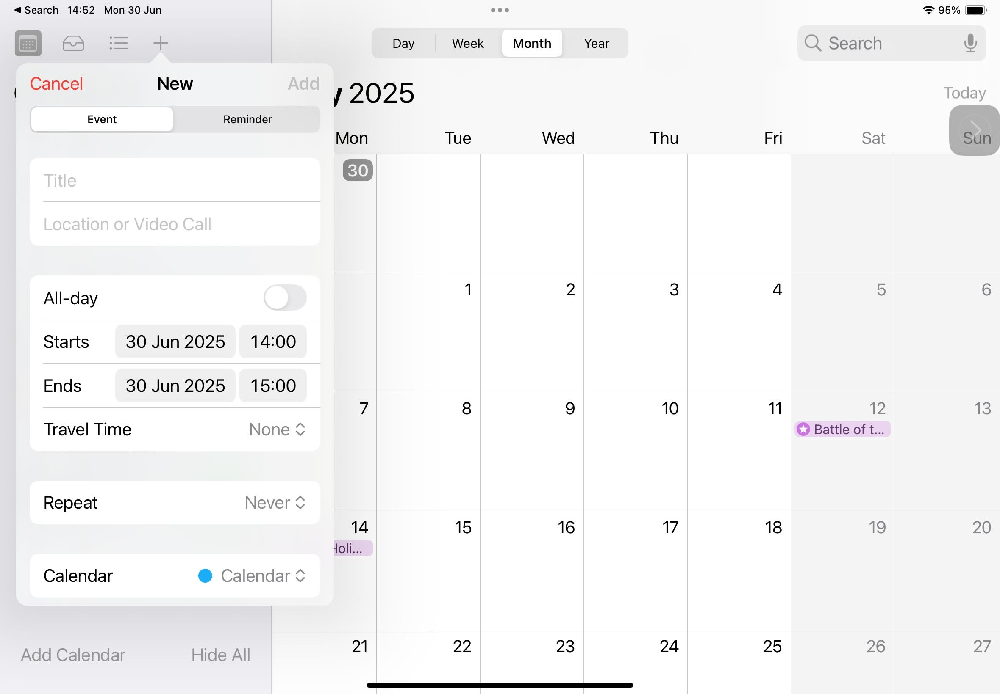 Search 14:52 Mon 30 Jun
95%
Day Week Month Year
Search
Cancel New Add
Event Reminder
Title
Location or Video Call
All-day
Starts 30 Jun 2025 14:00
Ends 30 Jun 2025 15:00
Travel Time None
Repeat Never
Calendar Calendar
Add Calendar Hide All
y 2025
Today
Mon Tue Wed Thu Fri Sat Sun
30
1 2 3 4 5 6
7 8 9 10 11 12 13
Battle of t...
14 15 16 17 18 19 20
Holi...
21 22 23 24 25 26 27